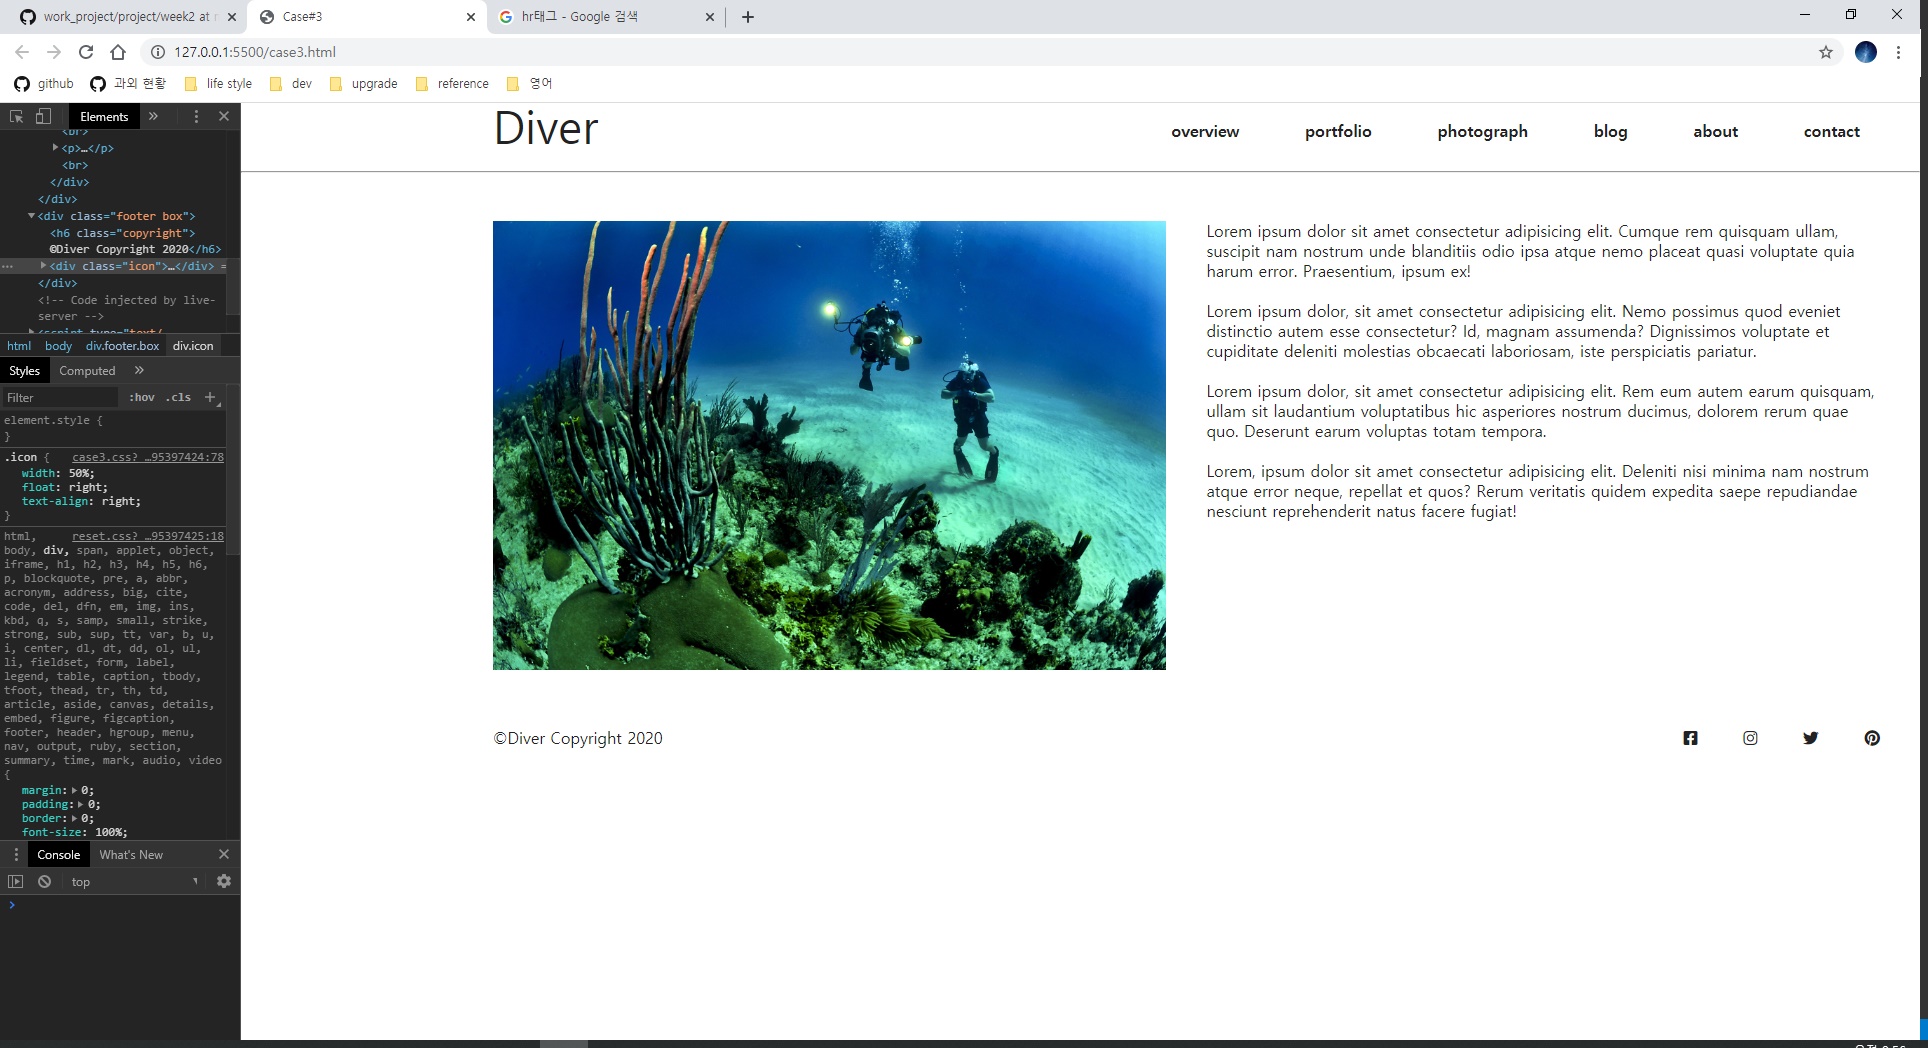 work_project/project/week2 at
Case#3
hr태그 - Google 검색
127.0.0.1:5500/case3.html
github
과외 현황
life style
dev
upgrade
reference
영어
Elements
<br>
<p>…</p>
<br>
</div>
</div>
<div class="footer box">
<h6 class="copyright">
©Diver Copyright 2020</h6>
<div class="icon">…</div> =
</div>
<!-- Code injected by live-
server -->
<script type="text/
html body div.footer.box div.icon
Styles Computed
Filter :hov .cls
element.style {
}
.icon { case3.css? …95397424:78
width: 50%;
float: right;
text-align: right;
}
html, reset.css? …95397425:18
body, div, span, applet, object,
iframe, h1, h2, h3, h4, h5, h6,
p, blockquote, pre, a, abbr,
acronym, address, big, cite,
code, del, dfn, em, img, ins,
kbd, q, s, samp, small, strike,
strong, sub, sup, tt, var, b, u,
i, center, dl, dt, dd, ol, ul,
li, fieldset, form, label,
legend, table, caption, tbody,
tfoot, thead, tr, th, td,
article, aside, canvas, details,
embed, figure, figcaption,
footer, header, hgroup, menu,
nav, output, ruby, section,
summary, time, mark, audio, video
{
margin: 0;
padding: 0;
border: 0;
font-size: 100%;
Console What's New
top
Diver
overview portfolio photograph blog about contact
Lorem ipsum dolor sit amet consectetur adipisicing elit. Cumque rem quisquam ullam,
suscipit nam nostrum unde blanditiis odio ipsa atque nemo placeat quasi voluptate quia
harum error. Praesentium, ipsum ex!
Lorem ipsum dolor, sit amet consectetur adipisicing elit. Nemo possimus quod eveniet
distinctio autem esse consectetur? Id, magnam assumenda? Dignissimos voluptate et
cupiditate deleniti molestias obcaecati laboriosam, iste perspiciatis pariatur.
Lorem ipsum dolor, sit amet consectetur adipisicing elit. Rem eum autem earum quisquam,
ullam sit laudantium voluptatibus hic asperiores nostrum ducimus, dolorem rerum quae
quo. Deserunt earum voluptas totam tempora.
Lorem, ipsum dolor sit amet consectetur adipisicing elit. Deleniti nisi minima nam nostrum
atque error neque, repellat et quos? Rerum veritatis quidem expedita saepe repudiandae
nesciunt reprehenderit natus facere fugiat!
©Diver Copyright 2020